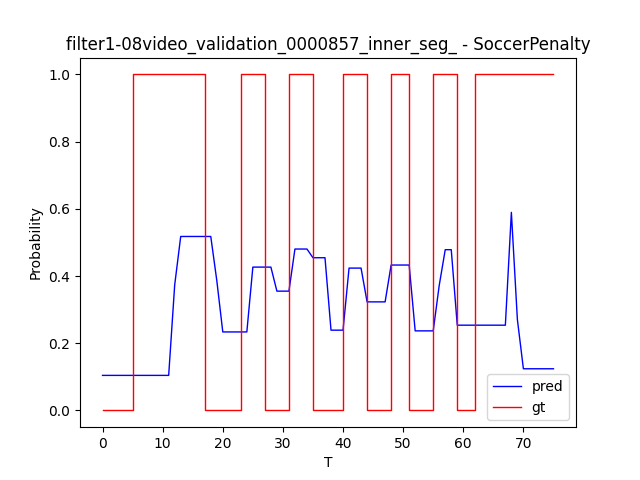 filter1-08video_validation_0000857_inner_seg_ - SoccerPenalty
1.0
0.8
0.6
0.4
0.2
0.0
Probability
0 10 20 30 40 50 60 70
T
pred
gt